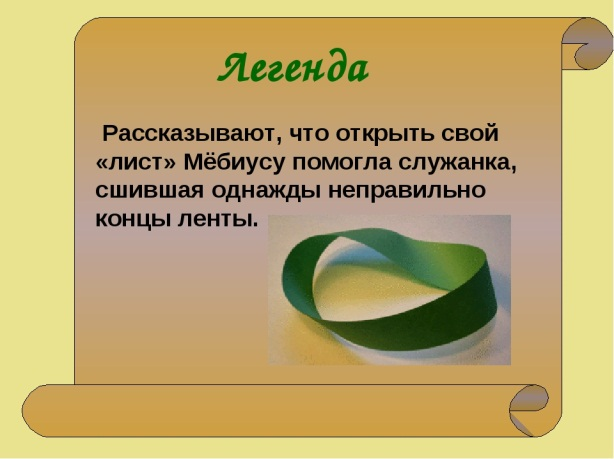 Легенда
Рассказывают, что открыть свой
«лист» Мёбиусу помогла служанка,
сшившая однажды неправильно
концы ленты.